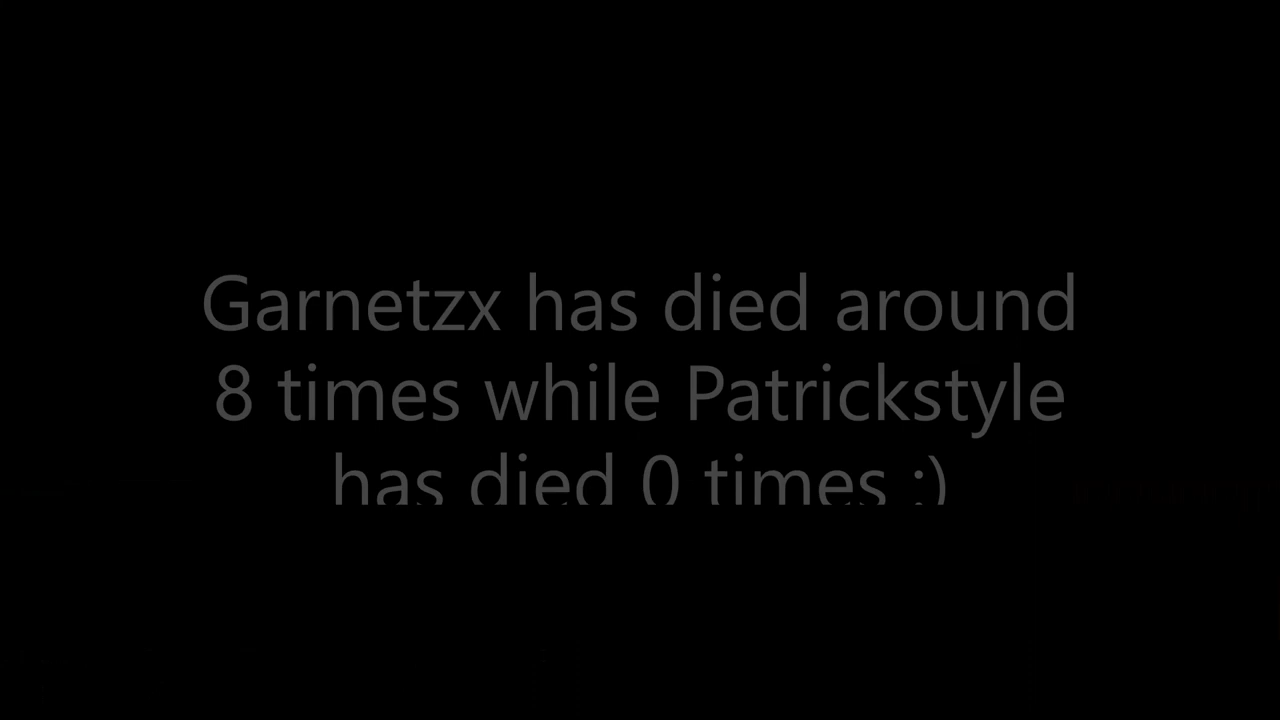 Garnetzx has died around
8 times while Patrickstyle
has died 0 times :)